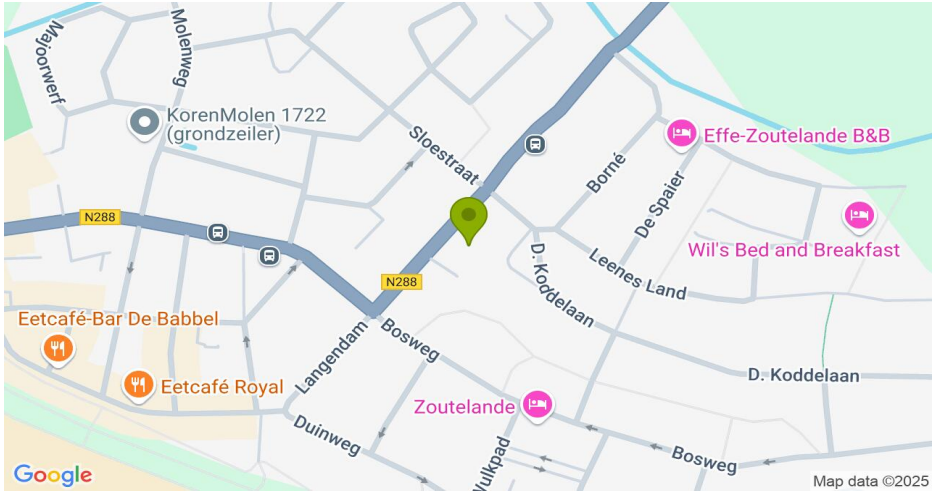 Majoorwerf
Molenweg
KorenMolen 1722
(grondzeiler)
Sloestraat
Effe-Zoutelande B&B
Borné
De Spaier
N288
Wil's Bed and Breakfast
D. Koddelaan
Leenes Land
N288
Eetcafé-Bar De Babbel
Langendam
Bosweg
D. Koddelaan
Eetcafé Royal
Zoutelande
Duinweg
Wulkpad
Bosweg
Google
Map data ©2025